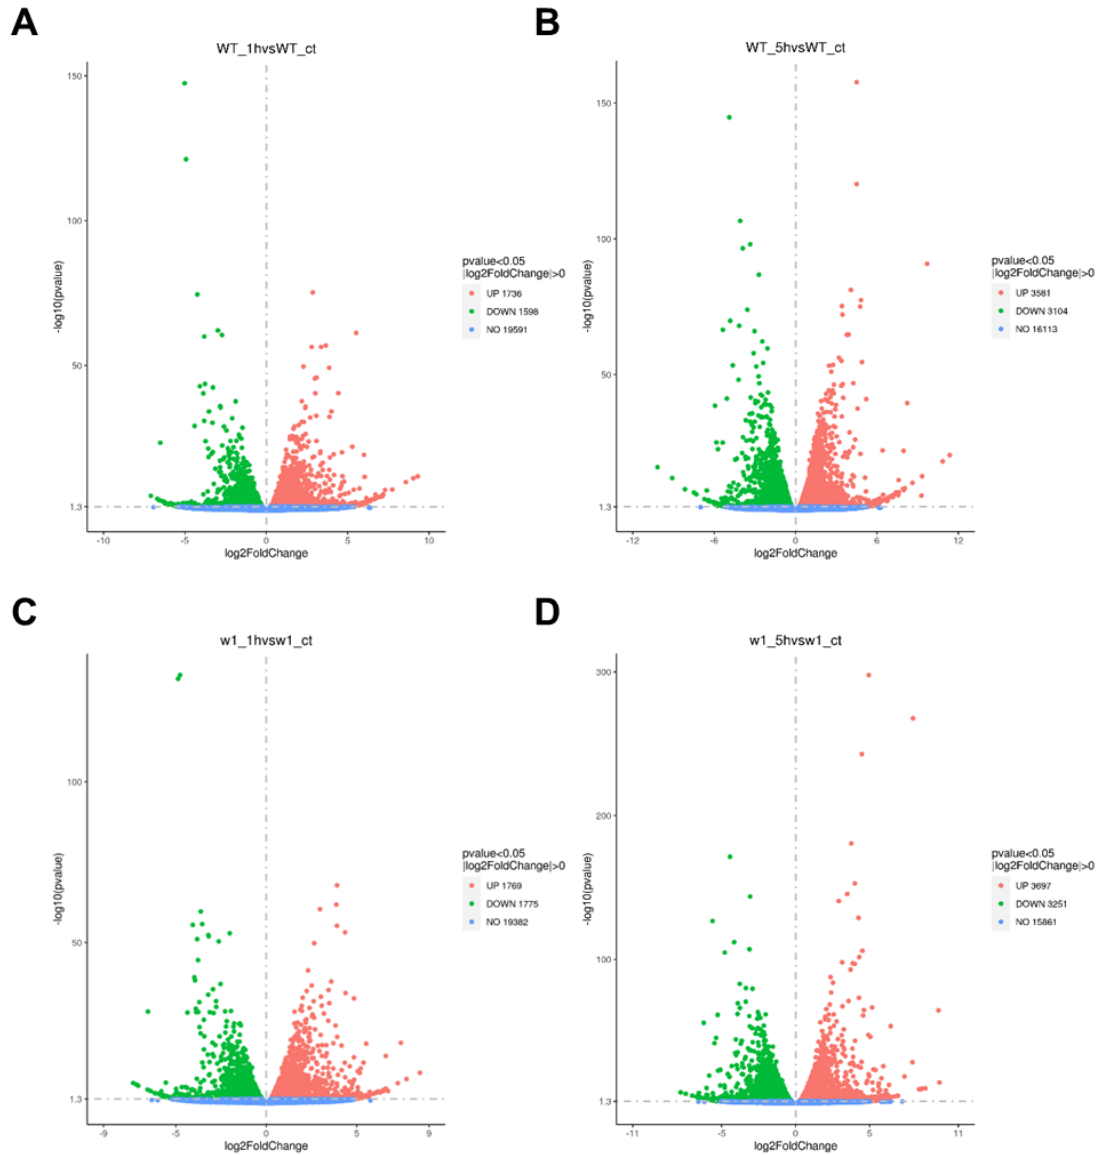 A
WT_1hvsWT_ct
150
100
50
1.3
-log10(pvalue)
-10
-5
0
5
10
log2FoldChange
pvalue<0.05
|log2FoldChange|>0
UP 1736
DOWN 1598
NO 19591
B
WT_5hvsWT_ct
150
100
50
1.3
-log10(pvalue)
-12
-6
0
6
12
log2FoldChange
pvalue<0.05
|log2FoldChange|>0
UP 3581
DOWN 3104
NO 16113
C
w1_1hvsw1_ct
100
50
1.3
-log10(pvalue)
-9
-5
0
5
9
log2FoldChange
pvalue<0.05
|log2FoldChange|>0
UP 1769
DOWN 1775
NO 19382
D
w1_5hvsw1_ct
300
200
100
1.3
-log10(pvalue)
-11
-5
0
5
11
log2FoldChange
pvalue<0.05
|log2FoldChange|>0
UP 3697
DOWN 3251
NO 15861